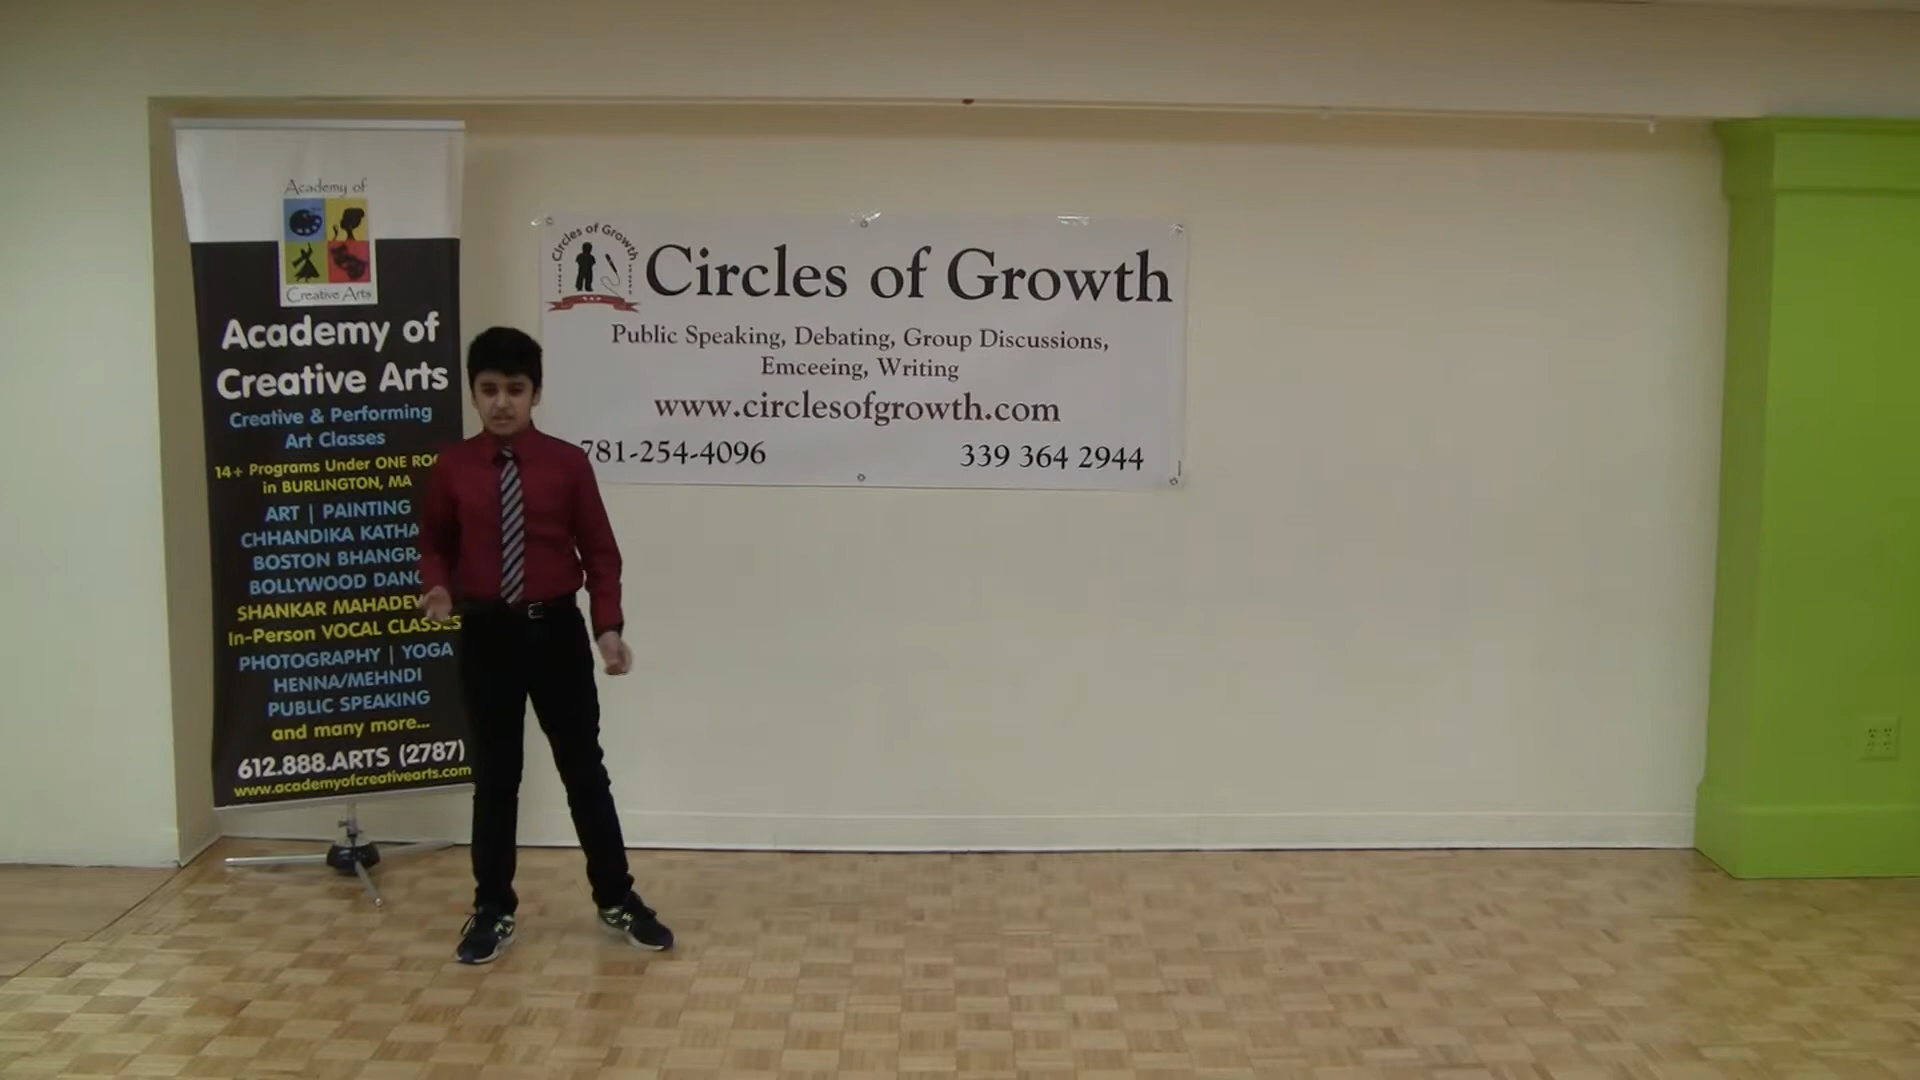 Academy of
Creative Arts
Academy of
Creative Arts
Creative & Performing
Art Classes
14+ Programs Under ONE
in BURLINGTON, MA
ART | PAINTING
CHHANDIKA
BOSTON
BOLLYWOOD
SHANKAR
In-Person VOCAL CLASSES
PHOTOGRAPHY | YOGA
HENNA/MEHNDI
PUBLIC SPEAKING
and many more...
612.888.ARTS (2787)
www.academyofcreativearts.com
Circles of Growth
Circles of Growth
Public Speaking, Debating, Group Discussions,
Emceeing, Writing
www.circlesofgrowth.com
781-254-4096
339 364 2944